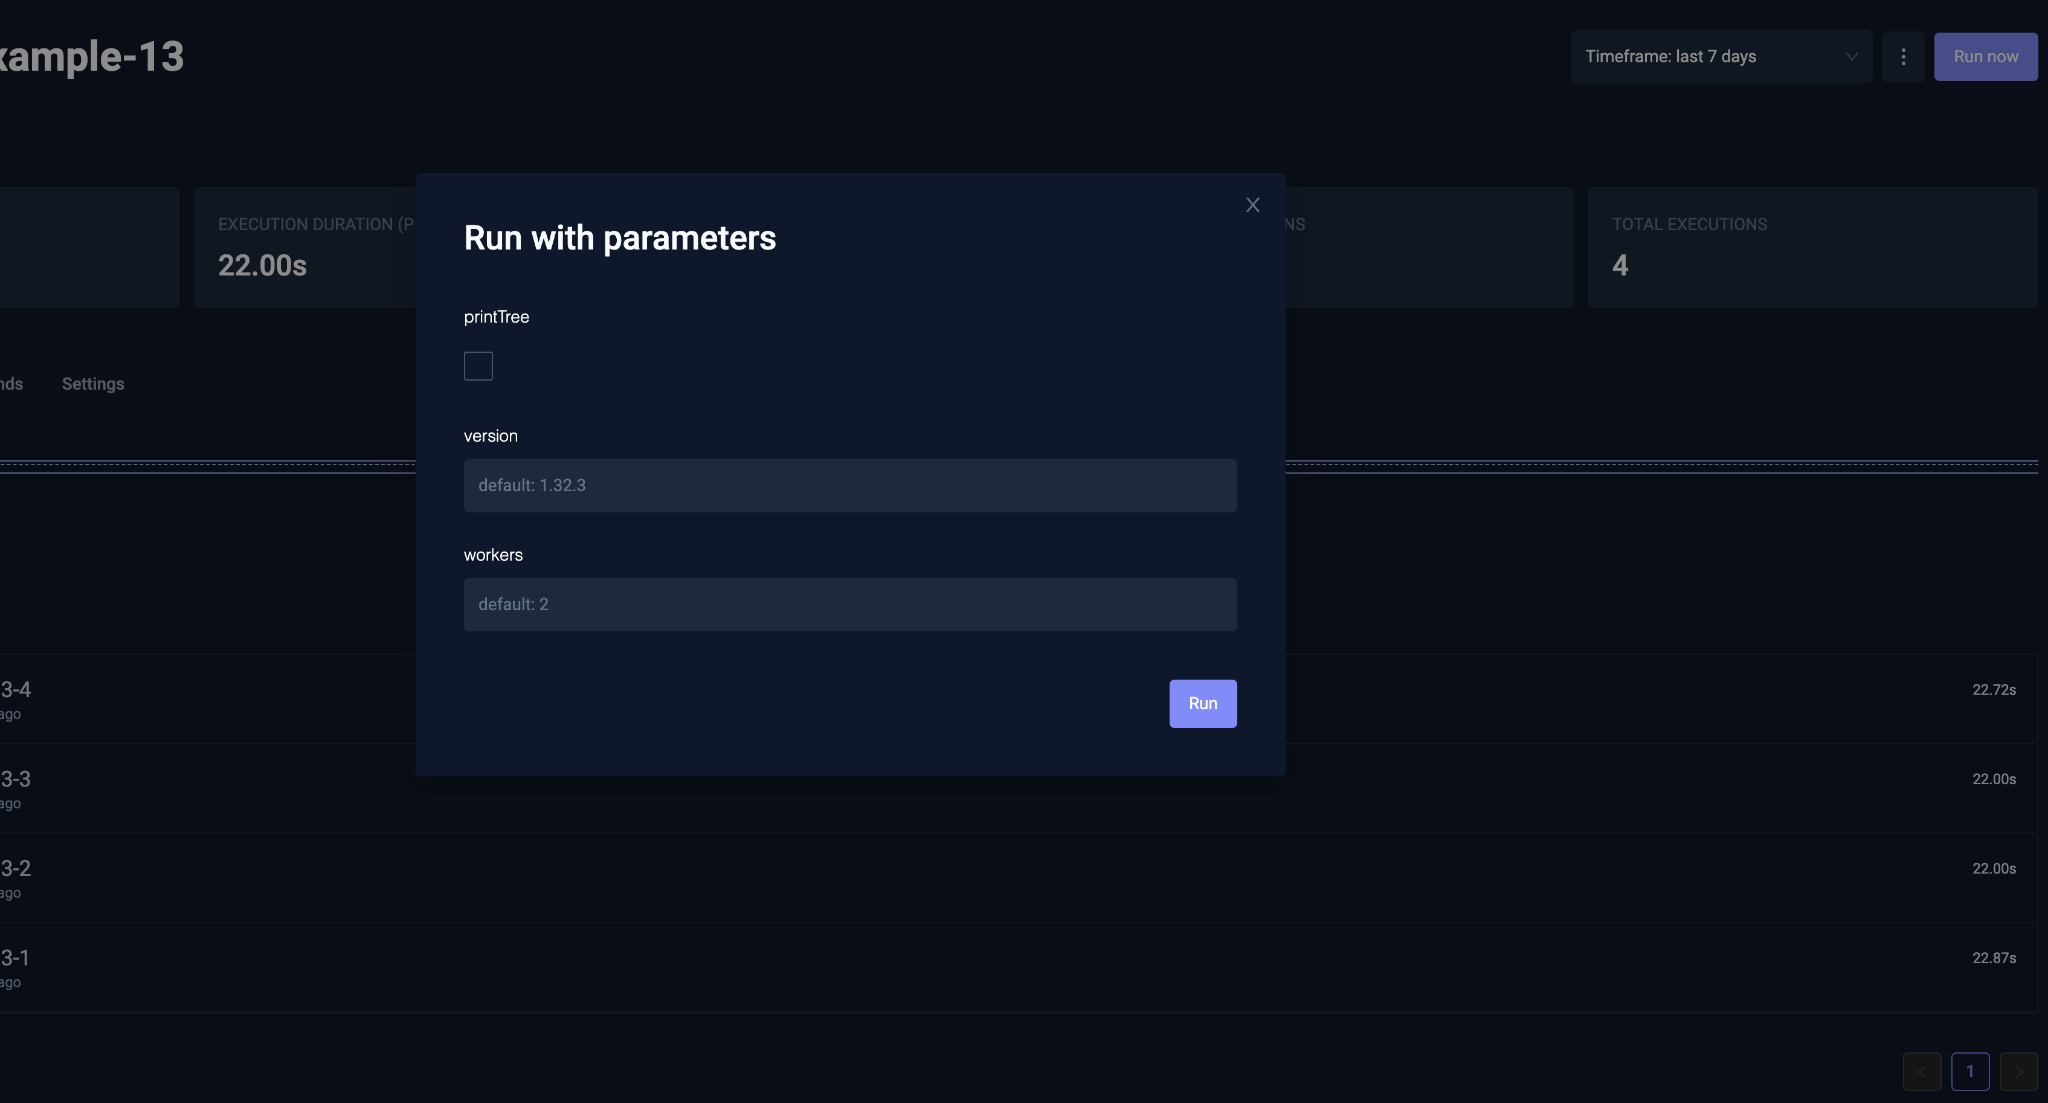 xample-13
Timeframe: last 7 days
Run now
EXECUTION DURATION (P
22.00s
NS
TOTAL EXECUTIONS
4
Run with parameters
printTree
nds
Settings
version
default: 1.32.3
workers
default: 2
Run
3-4
ago
22.72s
3-3
ago
22.00s
3-2
ago
22.00s
3-1
ago
22.87s
1